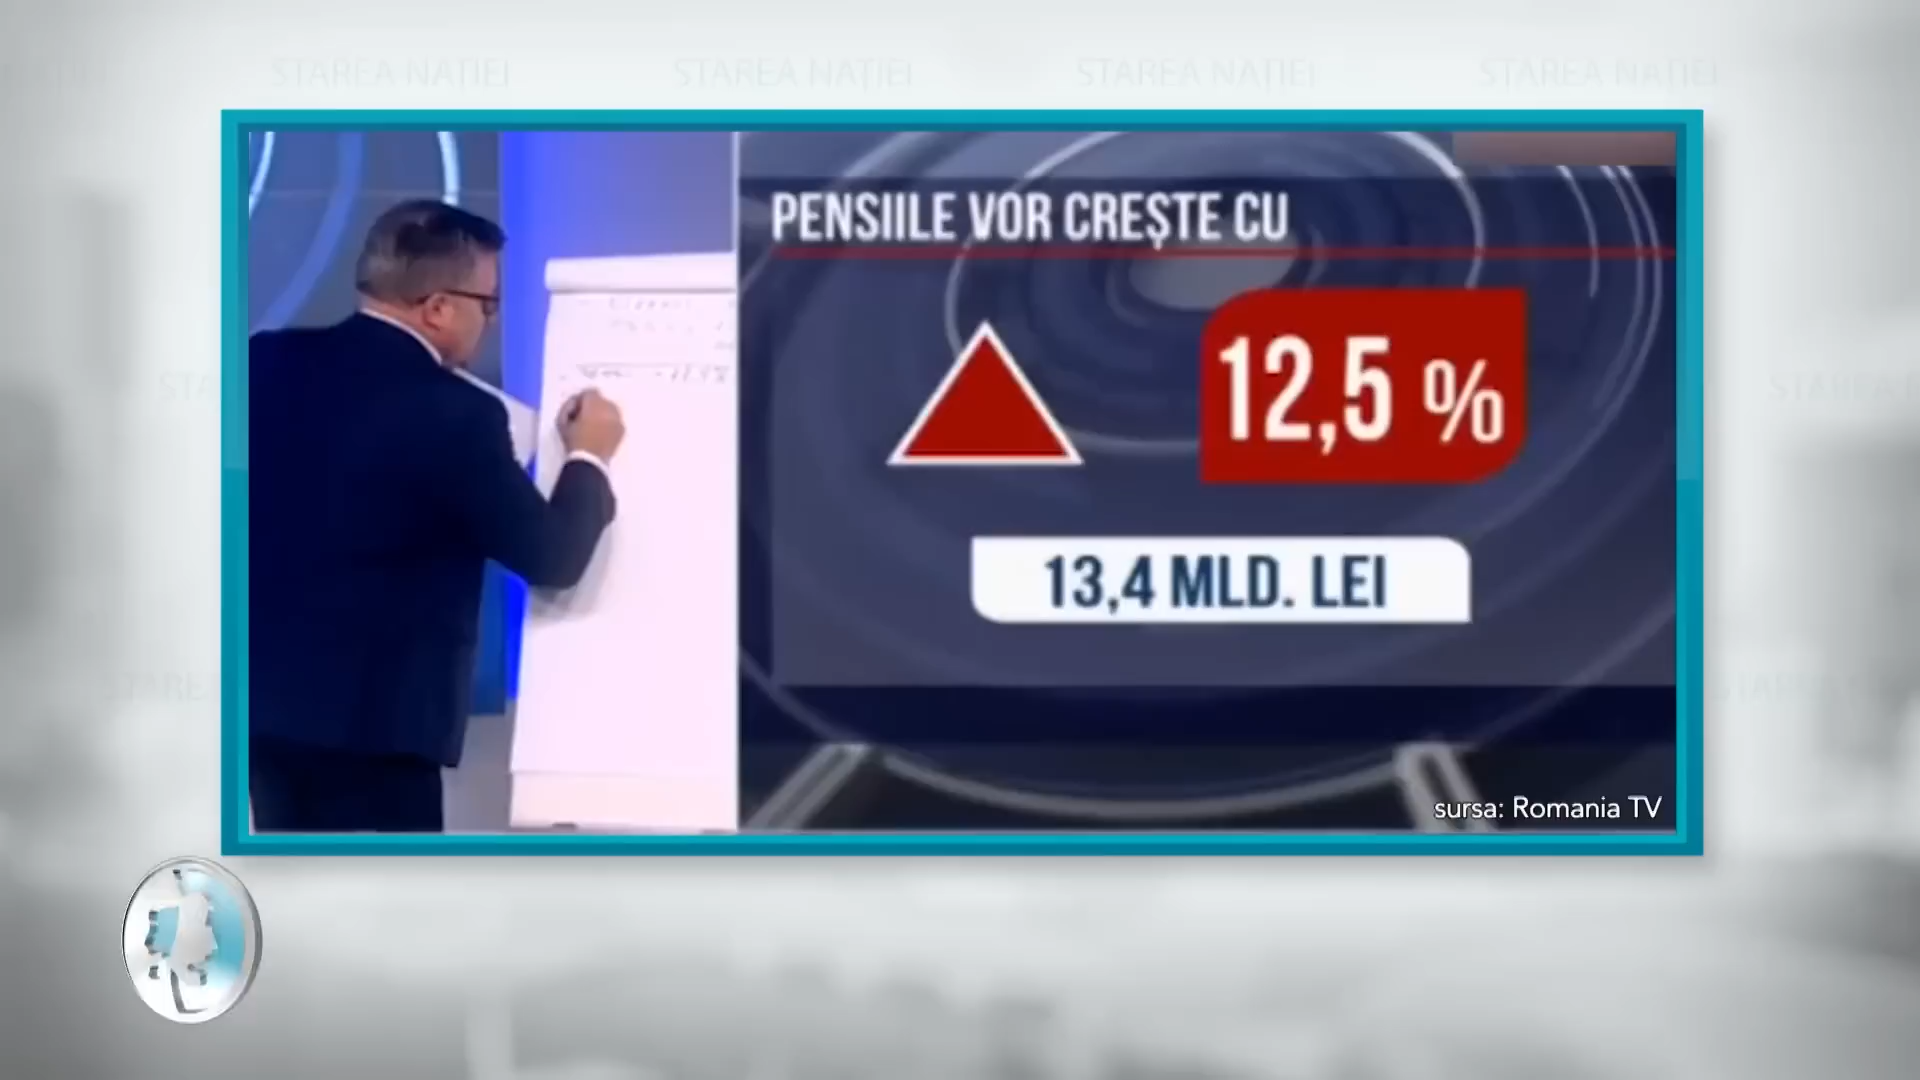 STAREA NAȚIEI STAREA NAȚIEI STAREA NAȚIEI STAREA NAȚIEI
PENSIILE VOR CREȘTE CU
12,5 %
13,4 MLD. LEI
sursa: Romania TV